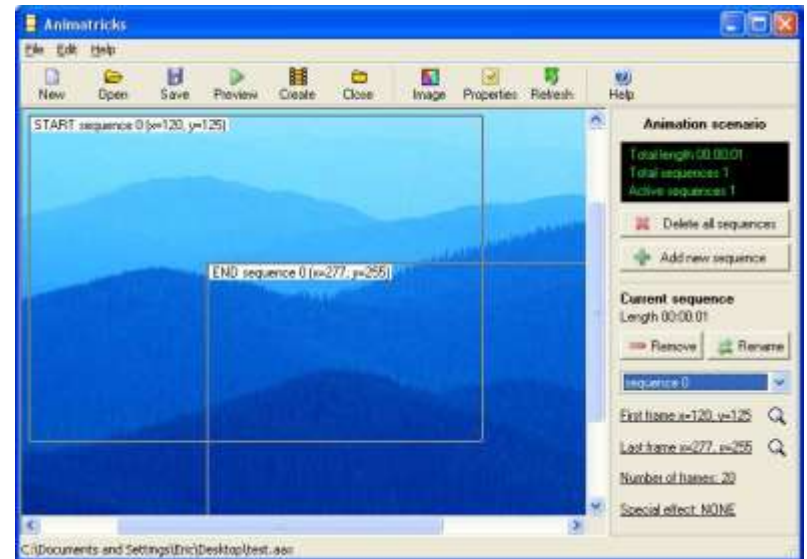 Animatricks
File Edit Help
New Open Save Preview Create Close Image Properties Refresh Help
START sequence 0 (x=120, y=125)
END sequence 0 (x=277, y=255)
Animation scenario
Total length 00:00:01
Total sequences 1
Active sequences 1
Delete all sequences
Add new sequence
Current sequence
Length 00:00:01
Remove Rename
sequence 0
First frame x=120, y=125
Last frame x=277, y=255
Number of frames: 20
Special effect: NONE
C:\Documents and Settings\Eric\Desktop\test.aax